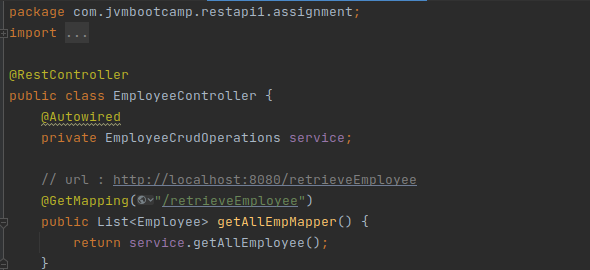 package com.jvmbootcamp.restapi1.assignment;
import ...
@RestController
public class EmployeeController {
@Autowired
private EmployeeCrudOperations service;
// url : http://localhost:8080/retrieveEmployee
@GetMapping("/retrieveEmployee")
public List<Employee> getAllEmpMapper() {
return service.getAllEmployee();
}